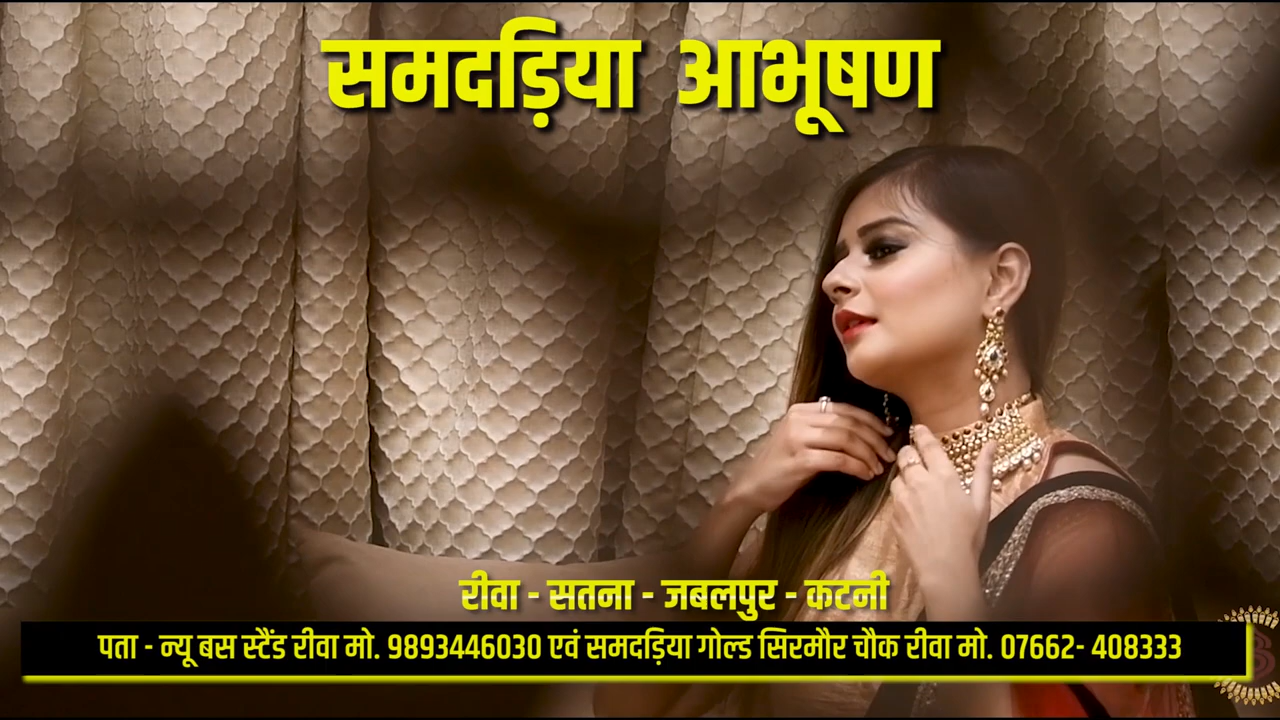 समदड़िया आभूषण
रीवा - सतना - जबलपुर - कटनी
पता - न्यू बस स्टैंड रीवा मो. 9893446030 एवं समदड़िया गोल्ड सिरमौर चौक रीवा मो. 07662- 408333